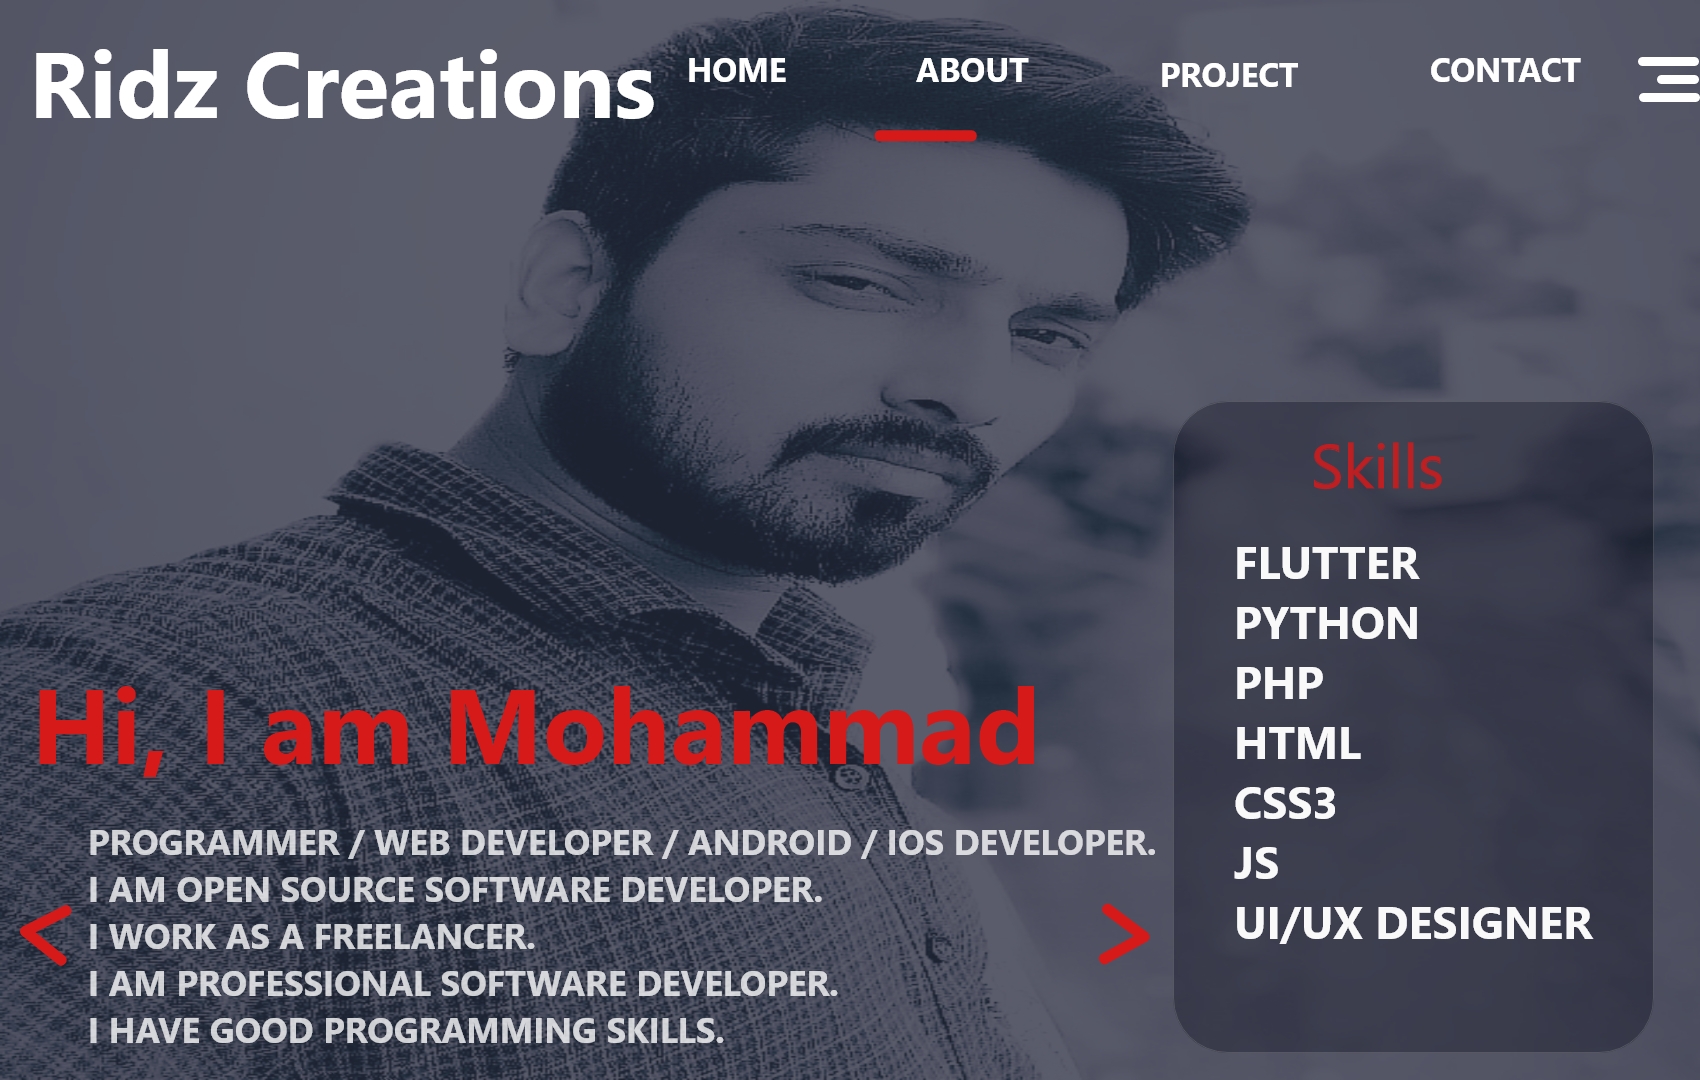 Ridz Creations
HOME
ABOUT
PROJECT
CONTACT
Skills
FLUTTER
PYTHON
PHP
HTML
CSS3
JS
UI/UX DESIGNER
Hi, I am Mohammad
PROGRAMMER / WEB DEVELOPER / ANDROID / IOS DEVELOPER.
I AM OPEN SOURCE SOFTWARE DEVELOPER.
I WORK AS A FREELANCER.
I AM PROFESSIONAL SOFTWARE DEVELOPER.
I HAVE GOOD PROGRAMMING SKILLS.